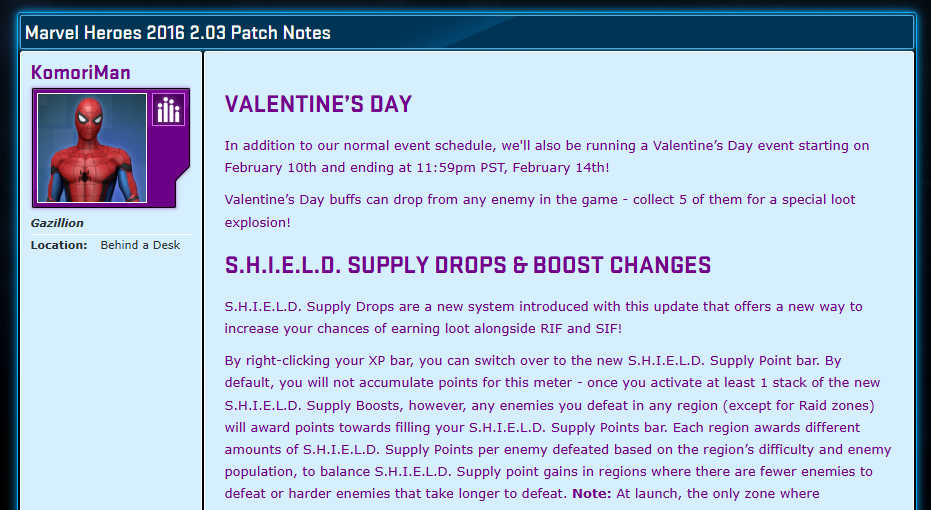 Marvel Heroes 2016 2.03 Patch Notes
KomoriMan
Gazillion
Location: Behind a Desk
VALENTINE’S DAY
In addition to our normal event schedule, we'll also be running a Valentine’s Day event starting on
February 10th and ending at 11:59pm PST, February 14th!
Valentine’s Day buffs can drop from any enemy in the game - collect 5 of them for a special loot
explosion!
S.H.I.E.L.D. SUPPLY DROPS & BOOST CHANGES
S.H.I.E.L.D. Supply Drops are a new system introduced with this update that offers a new way to
increase your chances of earning loot alongside RIF and SIF!
By right-clicking your XP bar, you can switch over to the new S.H.I.E.L.D. Supply Point bar. By
default, you will not accumulate points for this meter - once you activate at least 1 stack of the new
S.H.I.E.L.D. Supply Boosts, however, any enemies you defeat in any region (except for Raid zones)
will award points towards filling your S.H.I.E.L.D. Supply Points bar. Each region awards different
amounts of S.H.I.E.L.D. Supply Points per enemy defeated based on the region’s difficulty and enemy
population, to balance S.H.I.E.L.D. Supply point gains in regions where there are fewer enemies to
defeat or harder enemies that take longer to defeat. Note: At launch, the only zone where